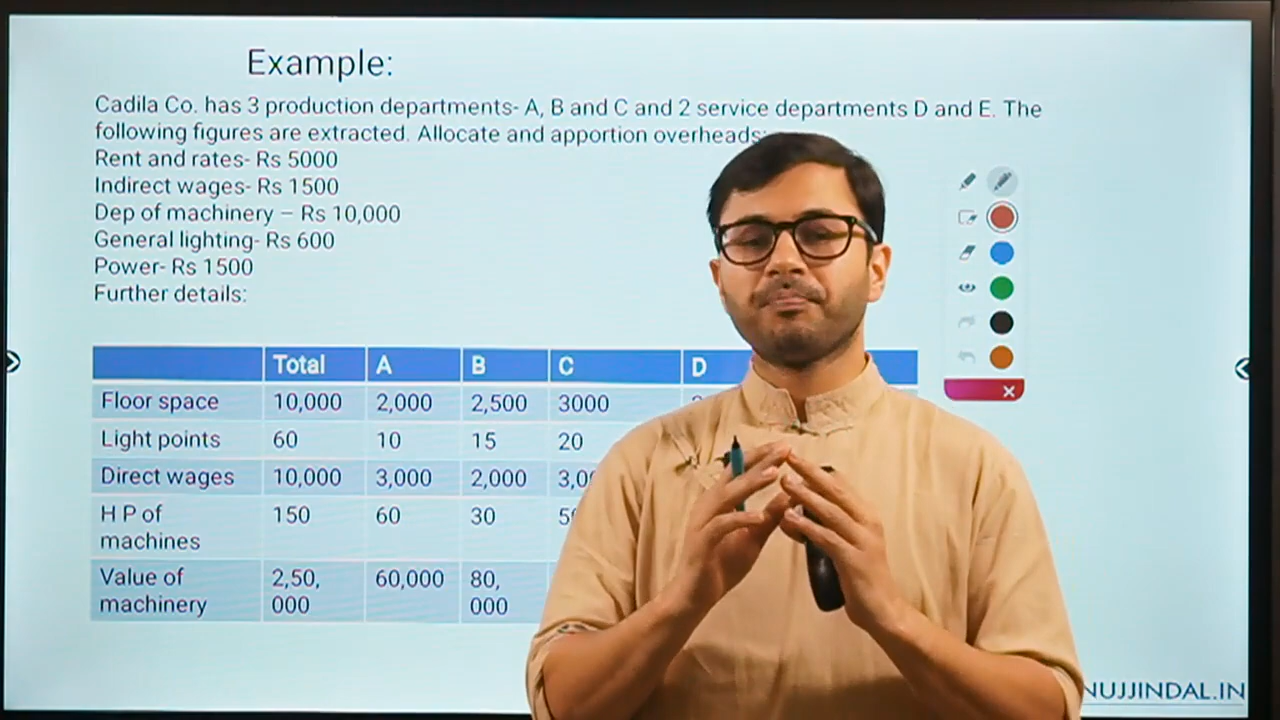 Example:
Cadila Co. has 3 production departments- A, B and C and 2 service departments D and E. The
following figures are extracted. Allocate and apportion overheads:
Rent and rates- Rs 5000
Indirect wages- Rs 1500
Dep of machinery – Rs 10,000
General lighting- Rs 600
Power- Rs 1500
Further details:
Total A B C D
Floor space 10,000 2,000 2,500 3000
Light points 60 10 15 20
Direct wages 10,000 3,000 2,000
H P of 150 60 30
machines
Value of 2,50, 60,000 80,
machinery 000 000
NUJJINDAL.IN